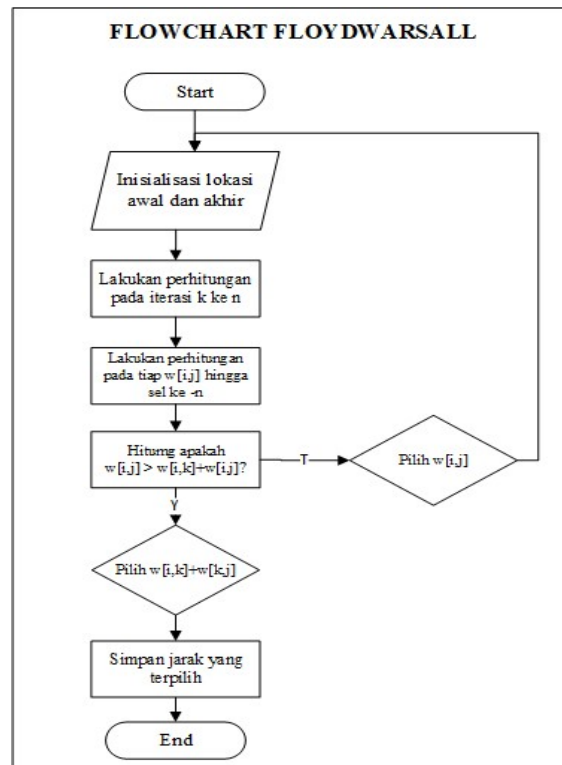 FLOWCHART FLOYDWARSALL
Start
Inisialisasi lokasi
awal dan akhir
Lakukan perhitungan
pada iterasi k ke n
Lakukan perhitungan
pada tiap w[i,j] hingga
sel ke -n
Hitung apakah
w[i,j] > w[i,k]+w[i,j]?
T
Pilih w[i,j]
Y
Pilih w[i,k]+w[k,j]
Simpan jarak yang
terpilih
End